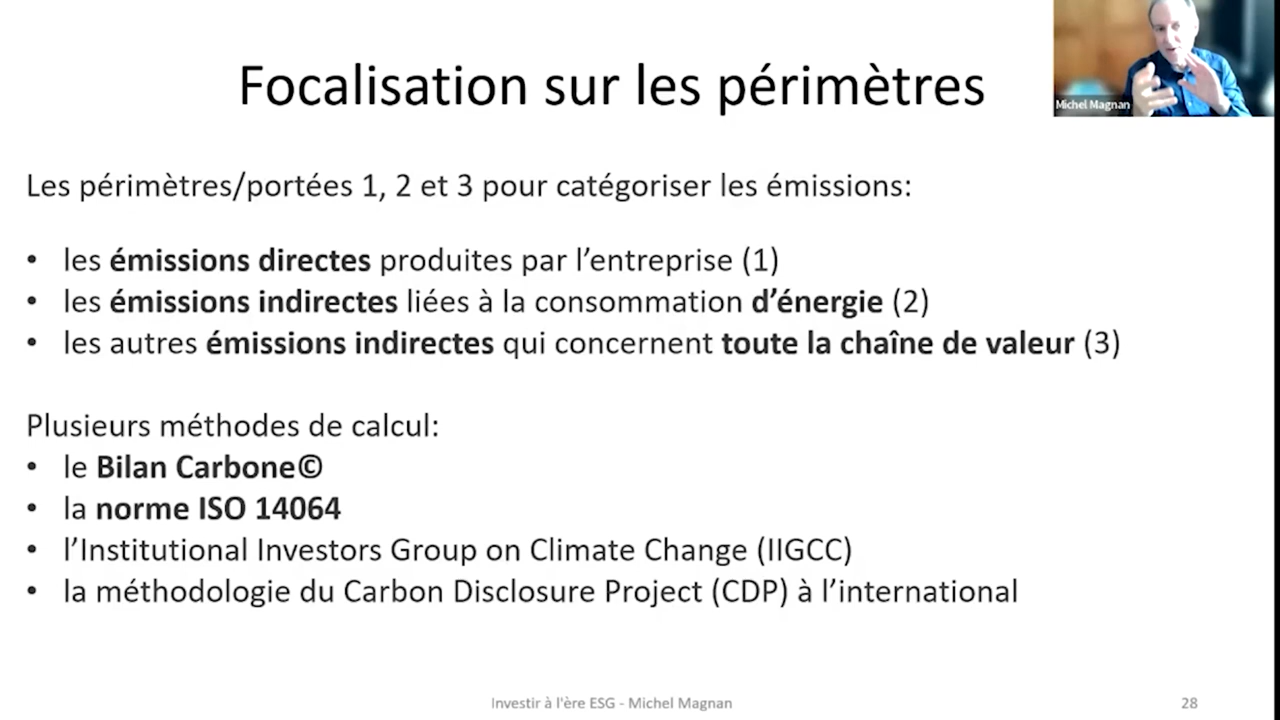 Focalisation sur les périmètres
Michel Magnan
Les périmètres/portées 1, 2 et 3 pour catégoriser les émissions:
• les émissions directes produites par l’entreprise (1)
• les émissions indirectes liées à la consommation d’énergie (2)
• les autres émissions indirectes qui concernent toute la chaîne de valeur (3)
Plusieurs méthodes de calcul:
• le Bilan Carbone©
• la norme ISO 14064
• l’Institutional Investors Group on Climate Change (IIGCC)
• la méthodologie du Carbon Disclosure Project (CDP) à l’international
Investir à l'ère ESG - Michel Magnan
28